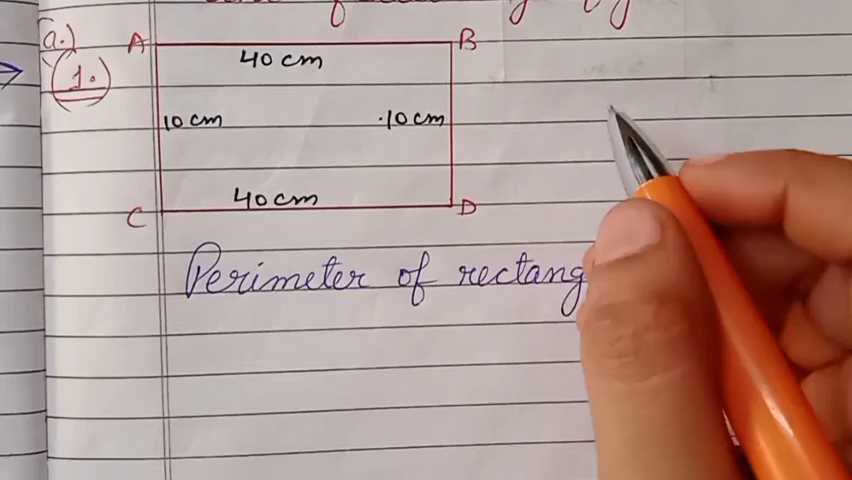 a.)
A B
(1.) 40 cm
10 cm .10 cm
40 cm
C D
Perimeter of rectang